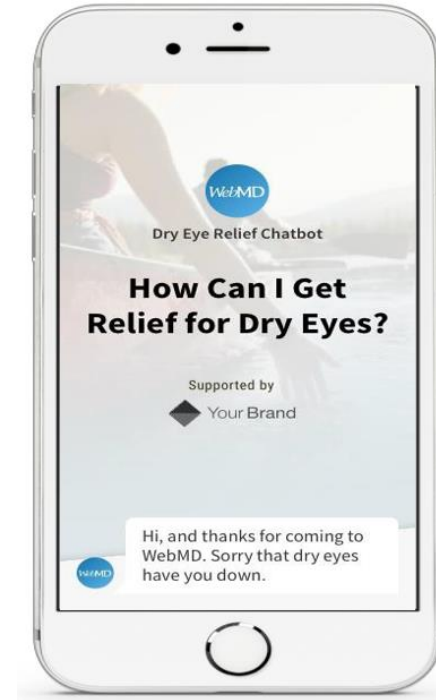 WebMD
Dry Eye Relief Chatbot
How Can I Get
Relief for Dry Eyes?
Supported by
Your Brand
Hi, and thanks for coming to
WebMD. Sorry that dry eyes
have you down.
WebMD